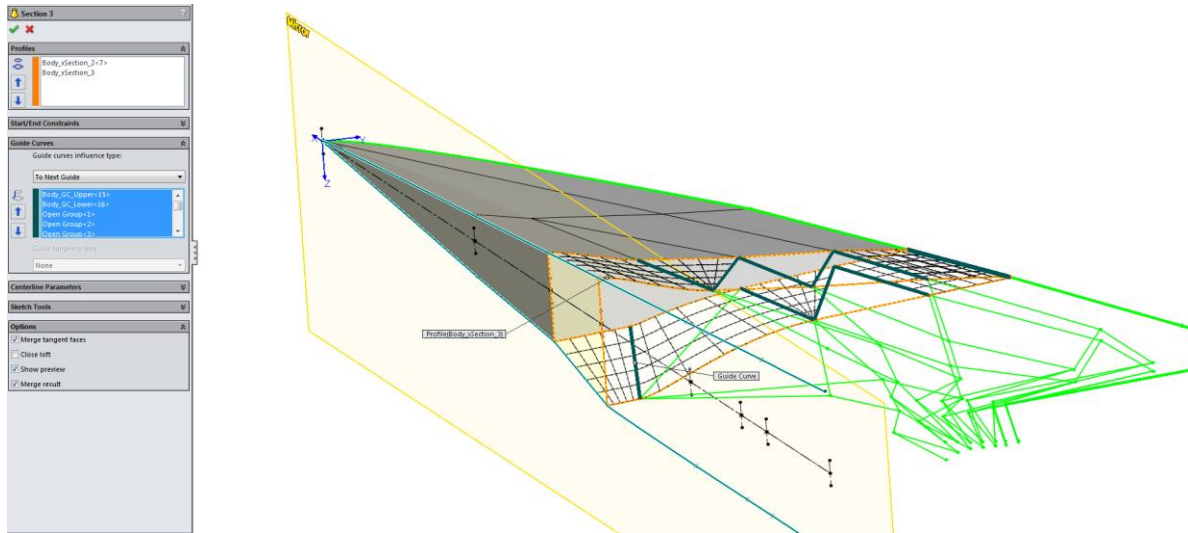 Section 3
?
Profiles
Body_xSection_2<7>
Body_xSection_3
Start/End Constraints
Guide Curves
Guide curves influence type:
To Next Guide
Body_GC_Upper<15>
Body_GC_Lower<16>
Open Group<1>
Open Group<2>
Open Group<3>
Guide tangency type:
None
Centerline Parameters
Sketch Tools
Options
Merge tangent faces
Close loft
Show preview
Merge result
Mirror
X
Y
Z
Profile(Body_xSection_3)
Guide Curve